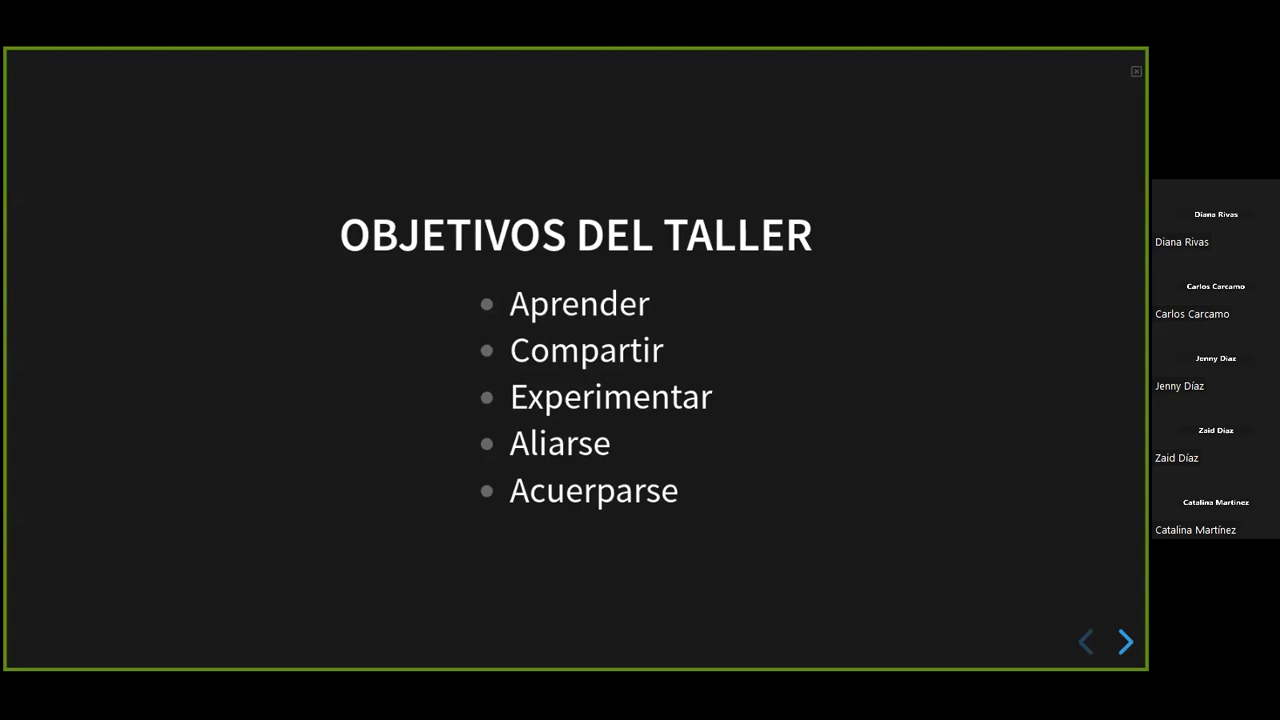 OBJETIVOS DEL TALLER
Aprender
Compartir
Experimentar
Aliarse
Acuerparse
Diana Rivas
Diana Rivas
Carlos Carcamo
Carlos Carcamo
Jenny Diaz
Jenny Díaz
Zaid Diaz
Zaid Díaz
Catalina Martinez
Catalina Martínez